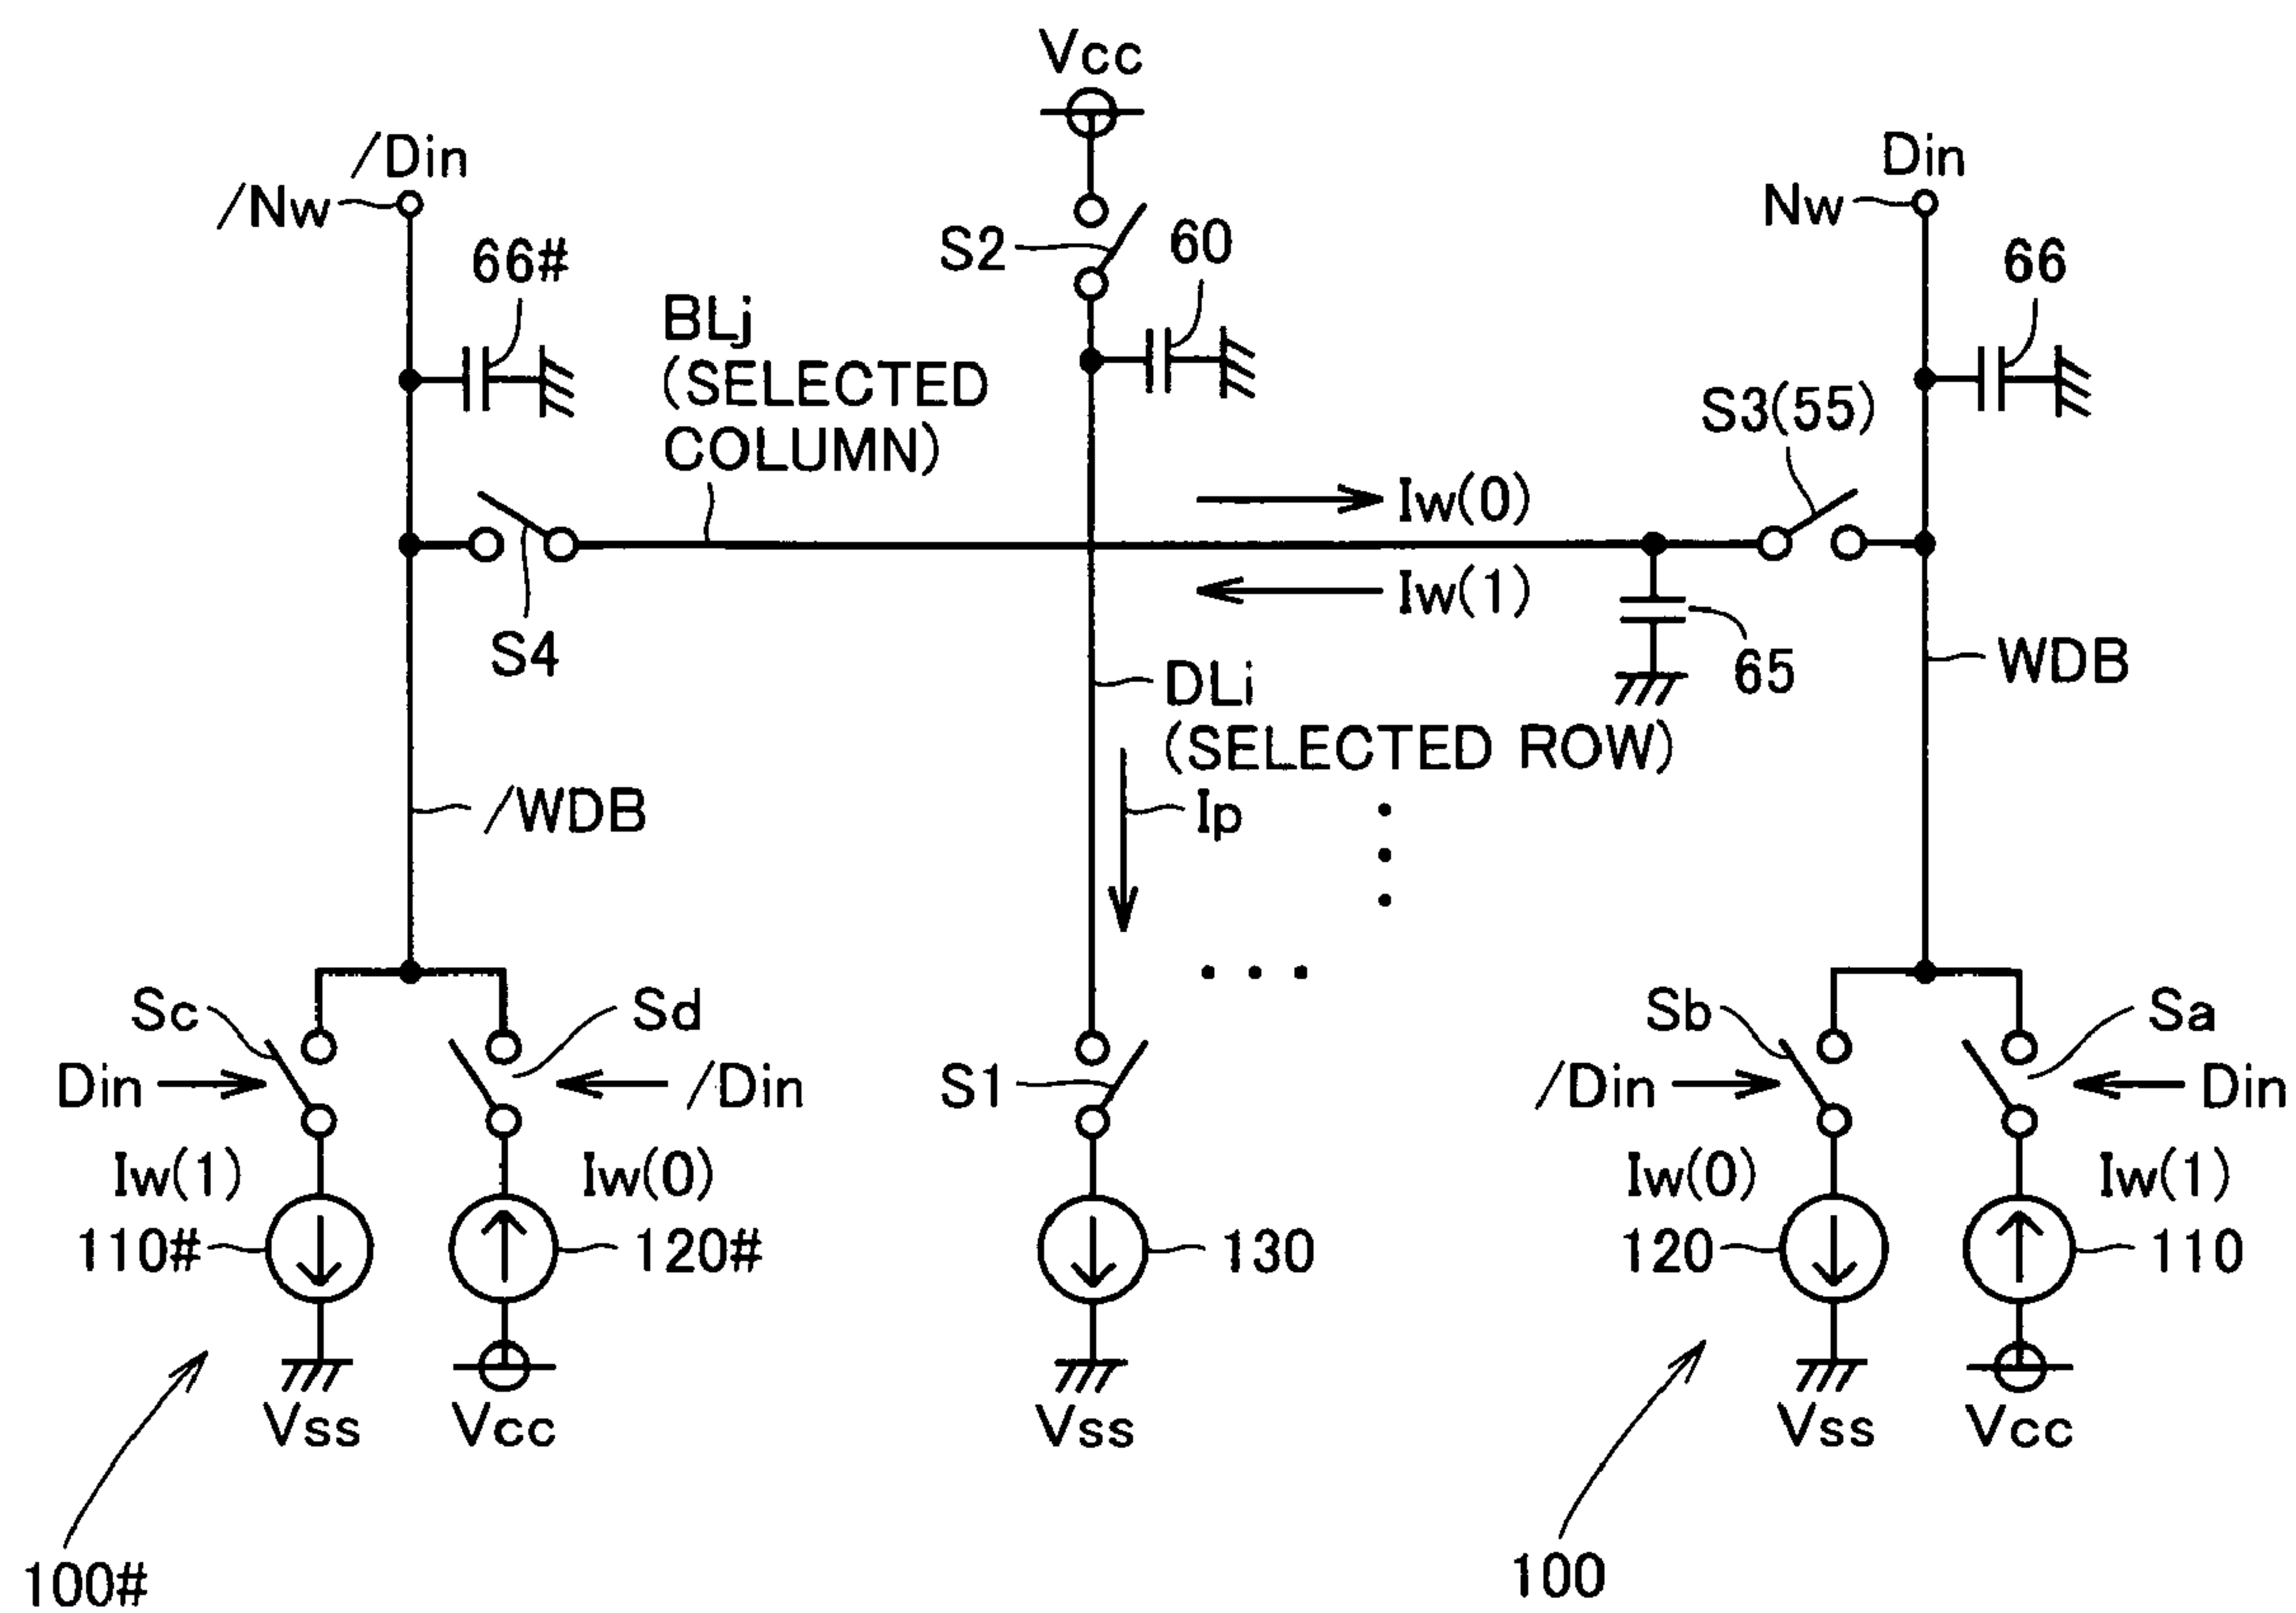 Vcc
/Din
Din
/Nw
Nw
S2
60
66#
66
BLj
(SELECTED
COLUMN)
S3(55)
Iw(0)
Iw(1)
S4
65
WDB
DLi
(SELECTED ROW)
/WDB
Ip
Sc
Sd
Sb
Sa
Din
/Din
S1
/Din
Din
Iw(1)
Iw(0)
Iw(0)
Iw(1)
110#
120#
130
120
110
Vss
Vcc
Vss
Vss
Vcc
100#
100